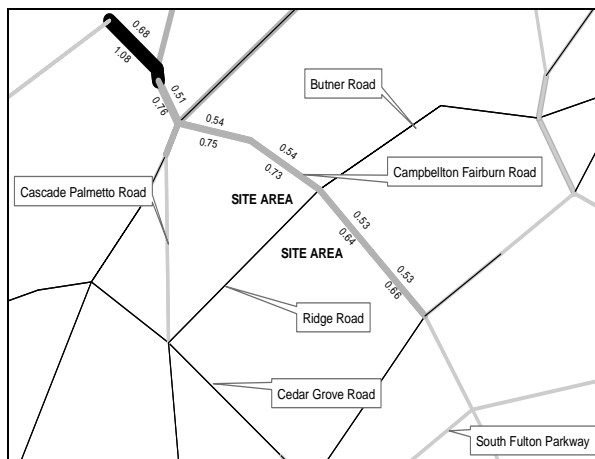 0.68
1.08
0.51
0.76
Butner Road
0.54
0.75
0.54
0.73
Campbellton Fairburn Road
Cascade Palmetto Road
SITE AREA
0.53
0.64
SITE AREA
0.53
0.66
Ridge Road
Cedar Grove Road
South Fulton Parkway